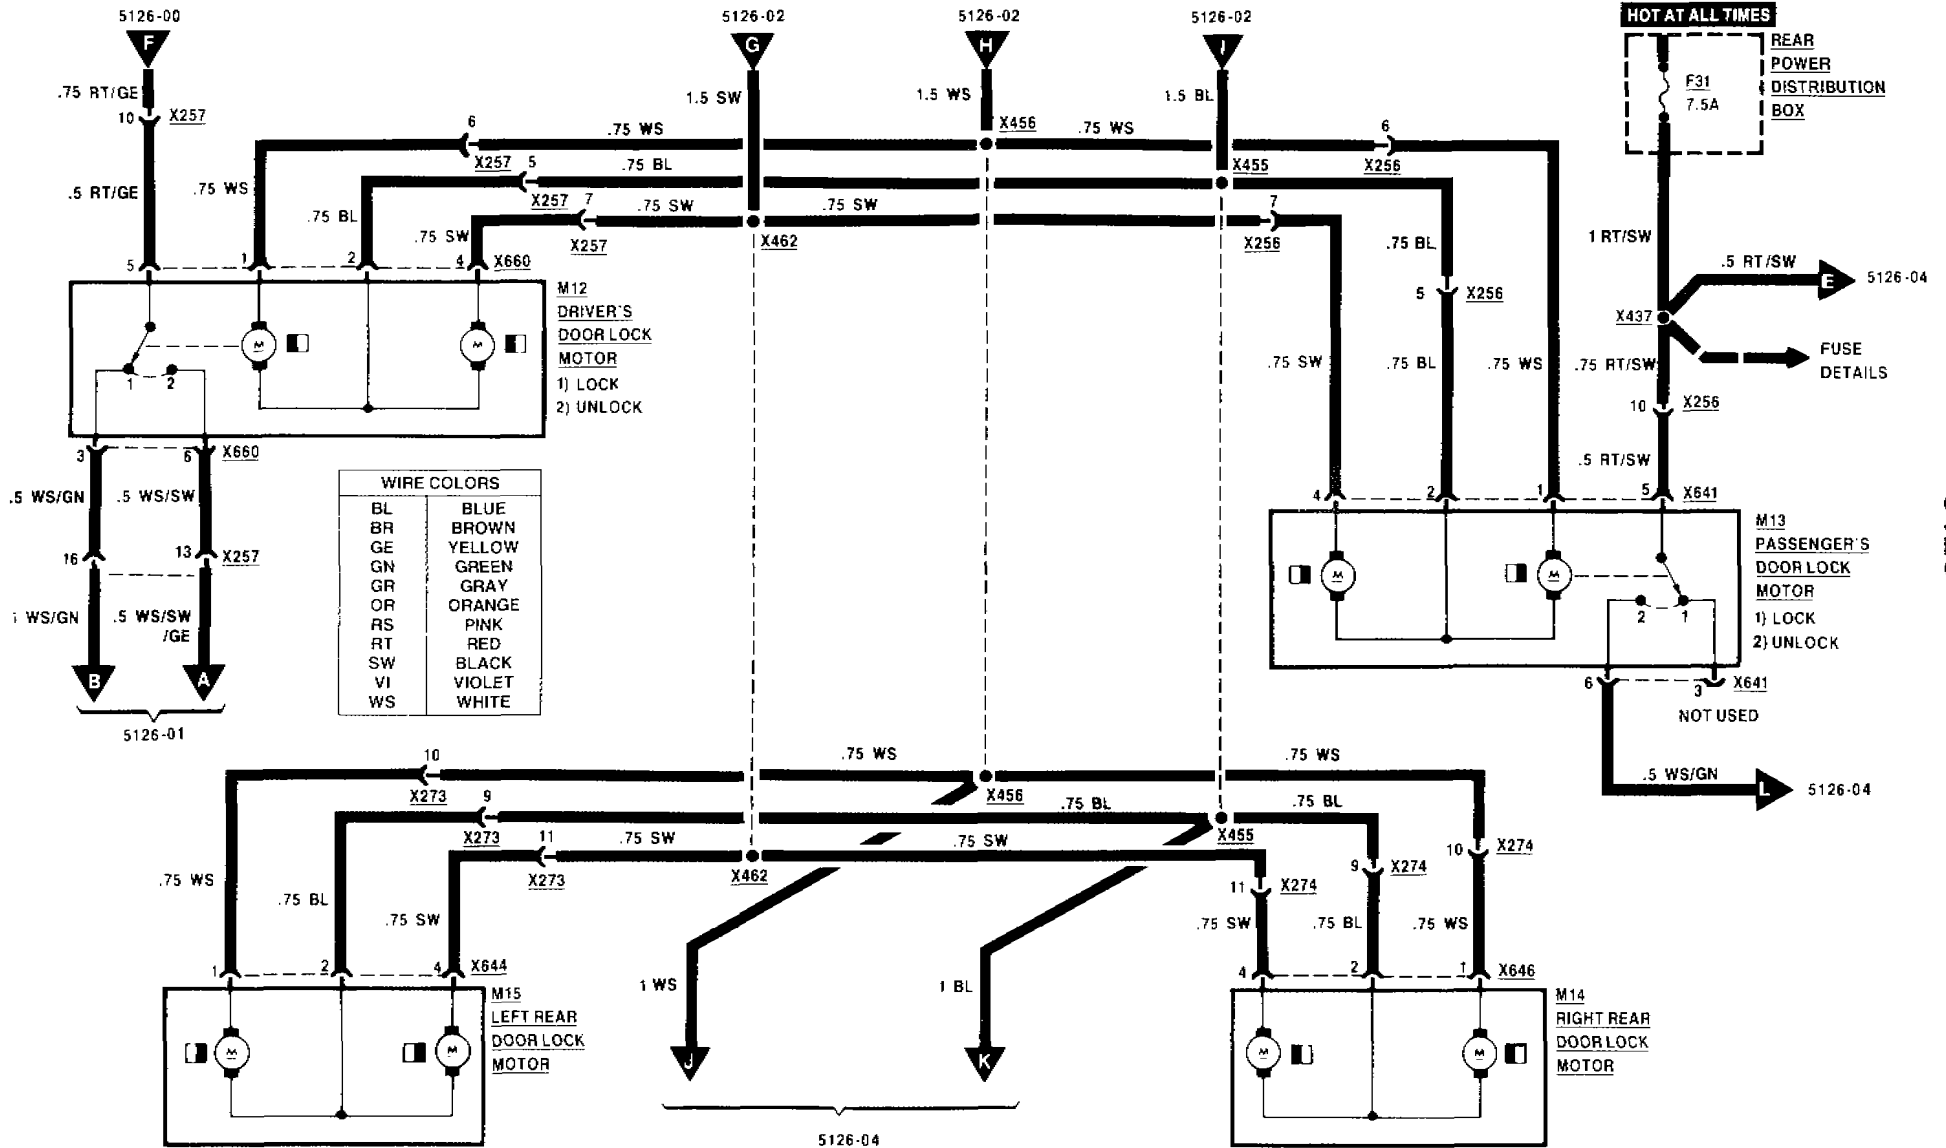 5126-00
5126-02
5126-02
5126-02
HOT AT ALL TIMES
F
G
H
I
REAR
POWER
DISTRIBUTION
BOX
F31
7.5A
.75 RT/GE
1.5 SW
1.5 WS
1.5 BL
10
X257
6
.75 WS
X456
.75 WS
6
X257
5
.75 BL
X455
X256
.5 RT/GE
.75 WS
X257
7
.75 SW
.75 SW
7
.75 BL
.75 SW
X257
X462
X256
.75 BL
1 RT/SW
.5 RT/SW
E
5126-04
5
1
2
4
X660
5
X256
X437
M12
DRIVER'S
DOOR LOCK
MOTOR
1) LOCK
2) UNLOCK
M
M
1
2
FUSE
DETAILS
.75 SW
.75 BL
.75 WS
.75 RT/SW
10
X256
3
6
X660
.5 RT/SW
.5 WS/GN
.5 WS/SW
WIRE COLORS
BL BLUE
BR BROWN
GE YELLOW
GN GREEN
GR GRAY
OR ORANGE
RS PINK
RT RED
SW BLACK
VI VIOLET
WS WHITE
4
2
1
5
X641
16
13
X257
M13
PASSENGER'S
DOOR LOCK
MOTOR
1) LOCK
2) UNLOCK
M
M
2
1
WS/GN
.5 WS/SW
/GE
B
A
5126-01
6
3
X641
NOT USED
10
.75 WS
.75 WS
.5 WS/GN
L
5126-04
X273
9
X456
.75 BL
.75 BL
X273
11
.75 SW
.75 SW
X455
X273
X462
10
X274
9
X274
11
X274
.75 WS
.75 BL
.75 SW
.75 SW
.75 BL
.75 WS
1
2
4
X644
1 WS
1 BL
4
2
1
X646
M15
LEFT REAR
DOOR LOCK
MOTOR
M
M
J
K
M14
RIGHT REAR
DOOR LOCK
MOTOR
M
M
5126-04